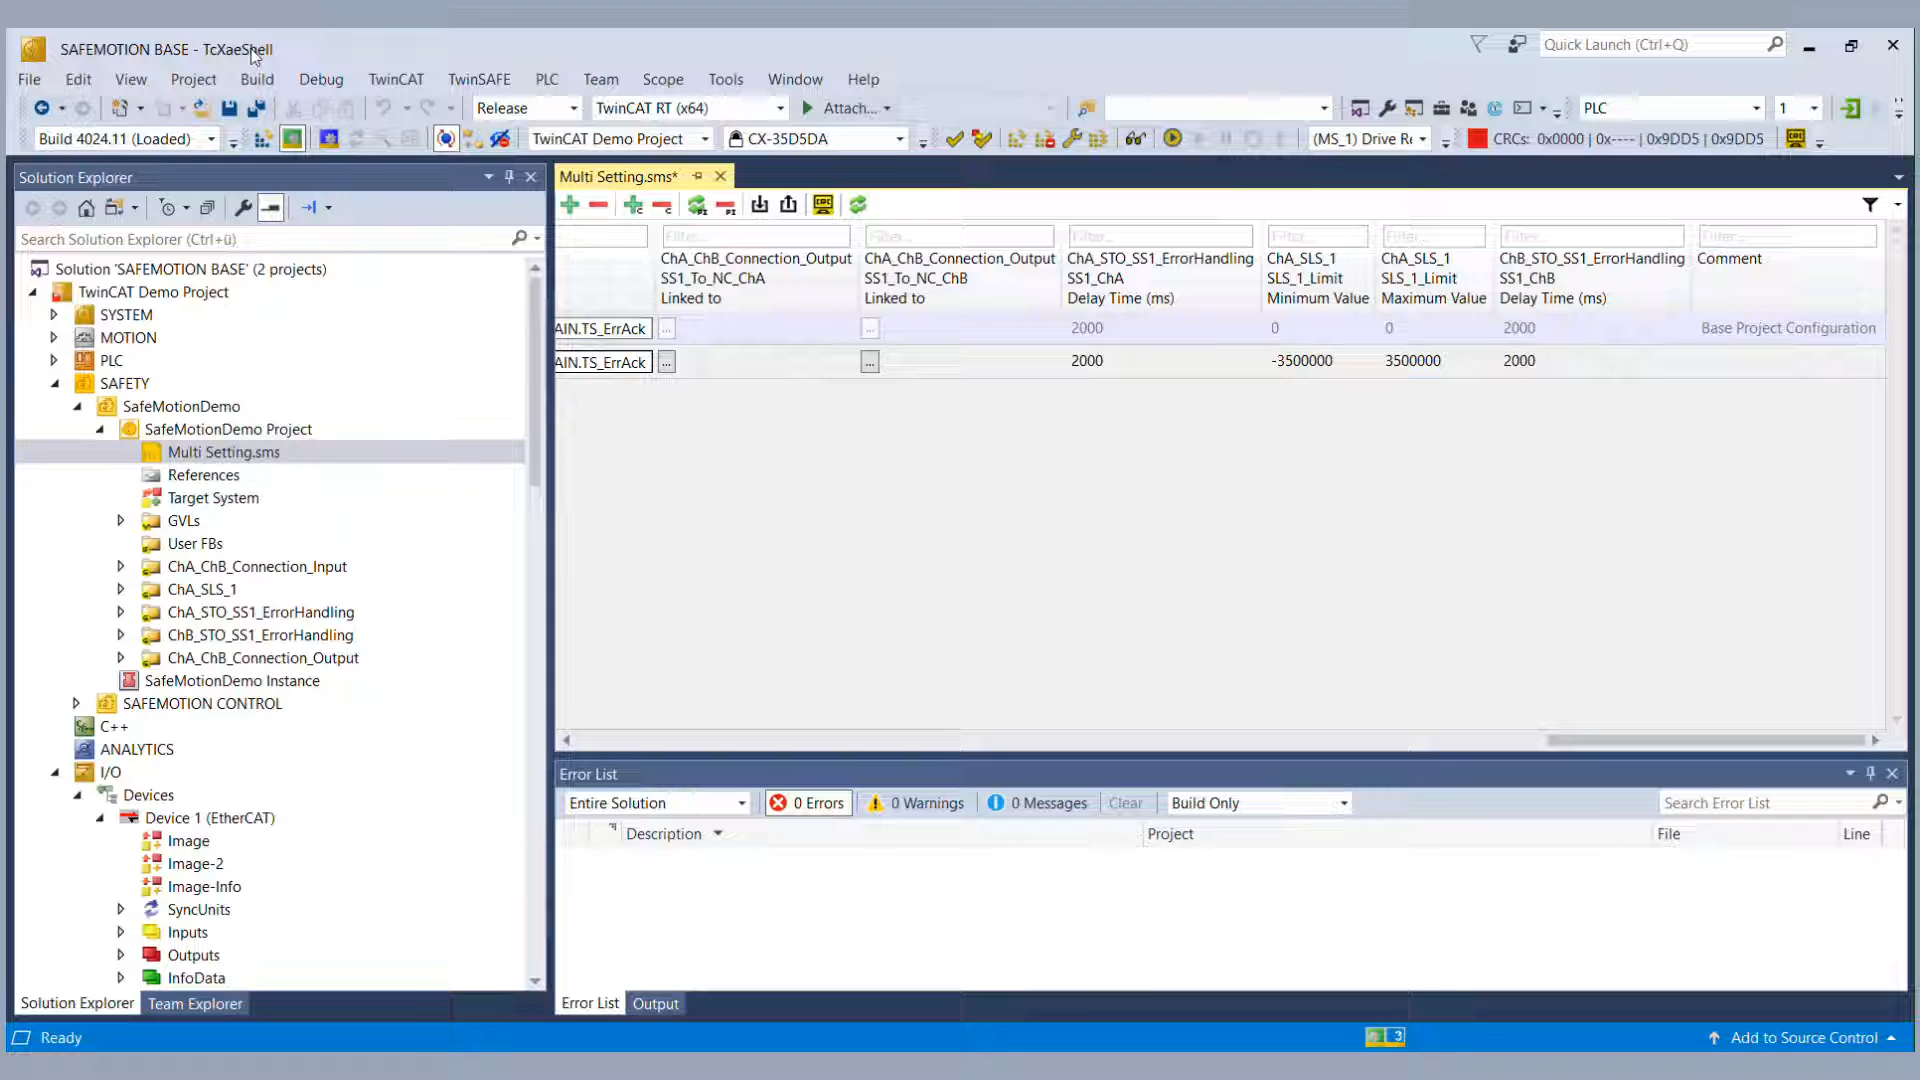 SAFEMOTION BASE - TcXaeShell
Quick Launch (Ctrl+Q)
File Edit View Project Build Debug TwinCAT TwinSAFE PLC Team Scope Tools Window Help
Release TwinCAT RT (x64) Attach... PLC 1
Build 4024.11 (Loaded) TwinCAT Demo Project CX-35D5DA (MS_1) Drive Re CRCs: 0x0000 | 0x---- | 0x9DD5 | 0x9DD5
Solution Explorer
Search Solution Explorer (Ctrl+ü)
Solution 'SAFEMOTION BASE' (2 projects)
TwinCAT Demo Project
SYSTEM
MOTION
PLC
SAFETY
SafeMotionDemo
SafeMotionDemo Project
Multi Setting.sms
References
Target System
GVLs
User FBs
ChA_ChB_Connection_Input
ChA_SLS_1
ChA_STO_SS1_ErrorHandling
ChB_STO_SS1_ErrorHandling
ChA_ChB_Connection_Output
SafeMotionDemo Instance
SAFEMOTION CONTROL
C++
ANALYTICS
I/O
Devices
Device 1 (EtherCAT)
Image
Image-2
Image-Info
SyncUnits
Inputs
Outputs
InfoData
Solution Explorer Team Explorer
Multi Setting.sms*
Filter... Filter... Filter... Filter... Filter... Filter... Filter...
ChA_ChB_Connection_Output ChA_ChB_Connection_Output ChA_STO_SS1_ErrorHandling ChA_SLS_1 ChA_SLS_1 ChB_STO_SS1_ErrorHandling Comment
SS1_To_NC_ChA SS1_To_NC_ChB SS1_ChA SLS_1_Limit SLS_1_Limit SS1_ChB
Linked to Linked to Delay Time (ms) Minimum Value Maximum Value Delay Time (ms)
AIN.TS_ErrAck ... ... 2000 0 0 2000 Base Project Configuration
AIN.TS_ErrAck ... ... 2000 -3500000 3500000 2000
Error List
Entire Solution 0 Errors 0 Warnings 0 Messages Clear Build Only Search Error List
Description Project File Line
Error List Output
Ready 3 Add to Source Control